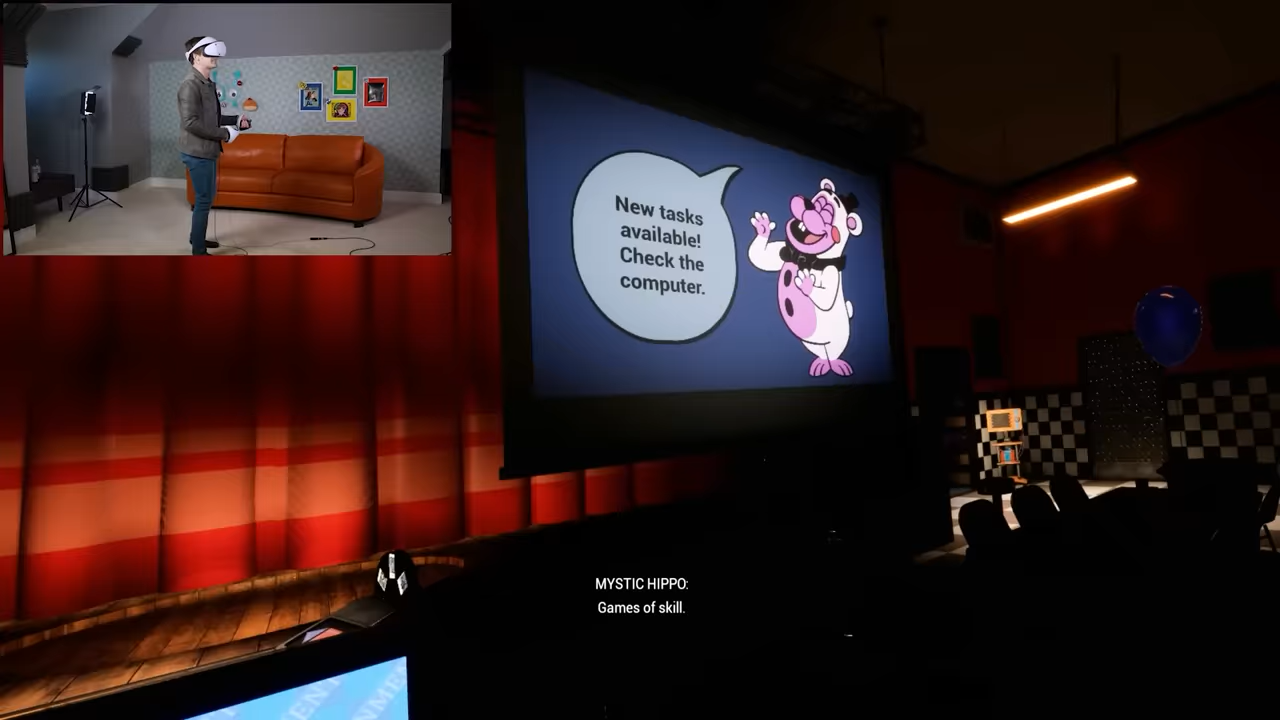 New tasks
available!
Check the
computer.
MYSTIC HIPPO:
Games of skill.